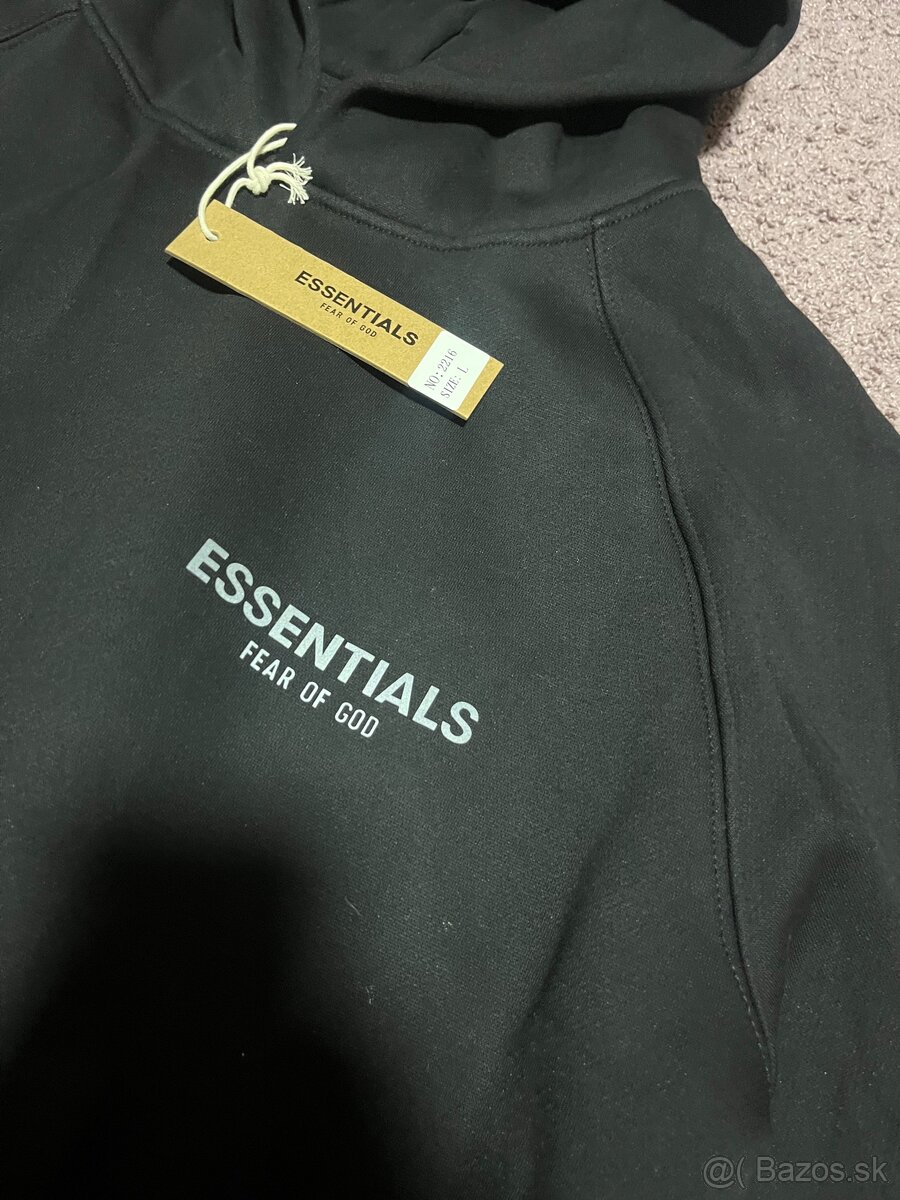 ESSENTIALS
FEAR OF GOD
NO: 2216
SIZE: L
ESSENTIALS
FEAR OF GOD
@( Bazos.sk